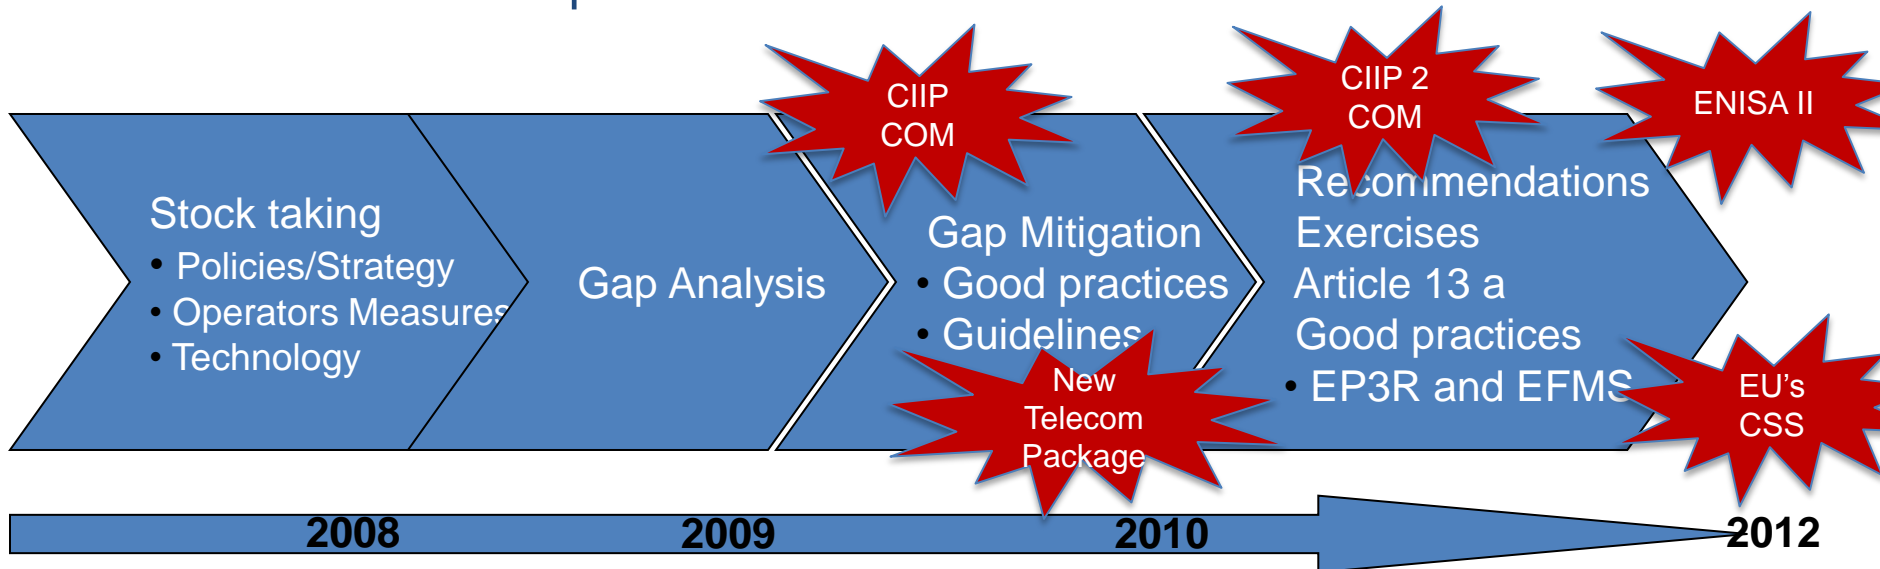 Stock taking
• Policies/Strategy
• Operators Measures
• Technology
Gap Analysis
CIIP
COM
Gap Mitigation
• Good practices
• Guidelines
New
Telecom
Package
CIIP 2
COM
Recommendations
Exercises
Article 13 a
Good practices
• EP3R and EFMS
ENISA II
EU’s
CSS
2008
2009
2010
2012